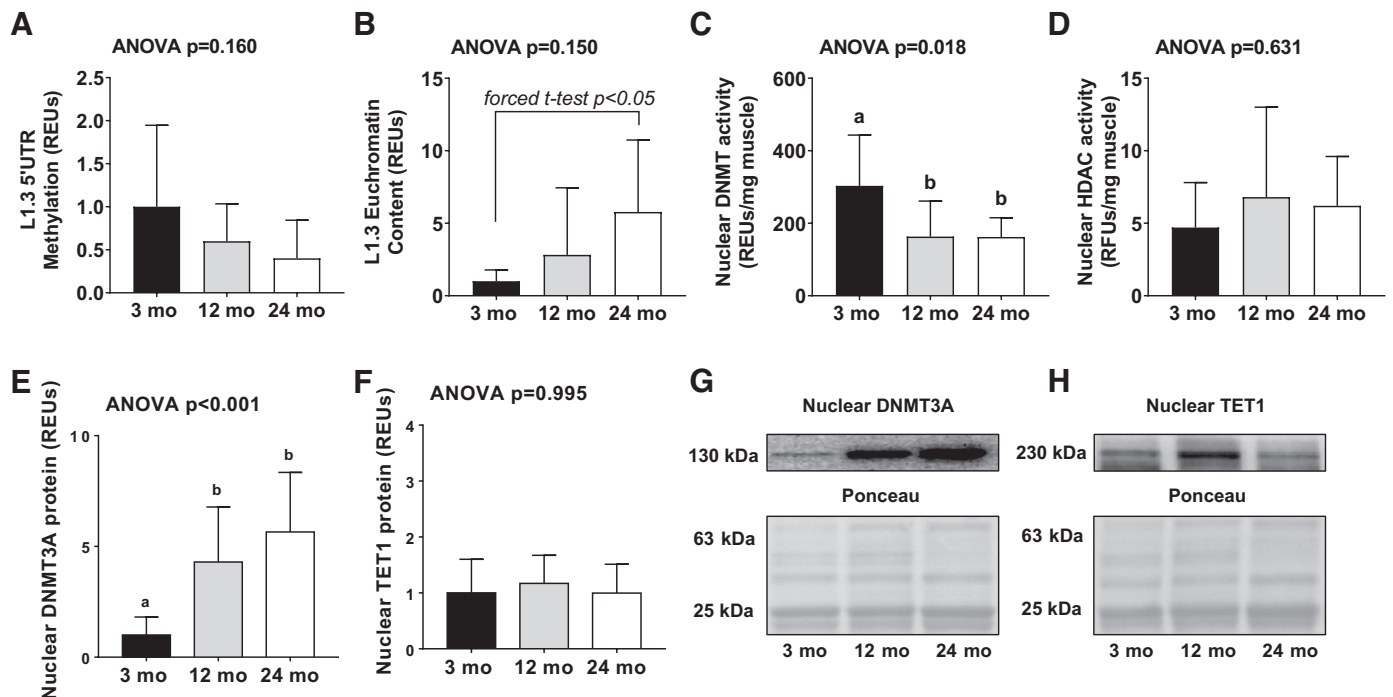 A
ANOVA p=0.160
L1.3 5'UTR
Methylation (REUs)
2.5
2.0
1.5
1.0
0.5
0.0
3 mo 12 mo 24 mo
B
ANOVA p=0.150
L1.3 Euchromatin
Content (REUs)
15
10
5
0
forced t-test p<0.05
3 mo 12 mo 24 mo
C
ANOVA p=0.018
Nuclear DNMT activity
(REUs/mg muscle)
600
400
200
0
a
b
b
3 mo 12 mo 24 mo
D
ANOVA p=0.631
Nuclear HDAC activity
(RFUs/mg muscle)
15
10
5
0
3 mo 12 mo 24 mo
E
ANOVA p<0.001
Nuclear DNMT3A protein (REUs)
10
5
0
a
b
b
3 mo 12 mo 24 mo
F
ANOVA p=0.995
Nuclear TET1 protein (REUs)
4
3
2
1
0
3 mo 12 mo 24 mo
G
Nuclear DNMT3A
130 kDa
Ponceau
63 kDa
25 kDa
3 mo 12 mo 24 mo
H
Nuclear TET1
230 kDa
Ponceau
63 kDa
25 kDa
3 mo 12 mo 24 mo